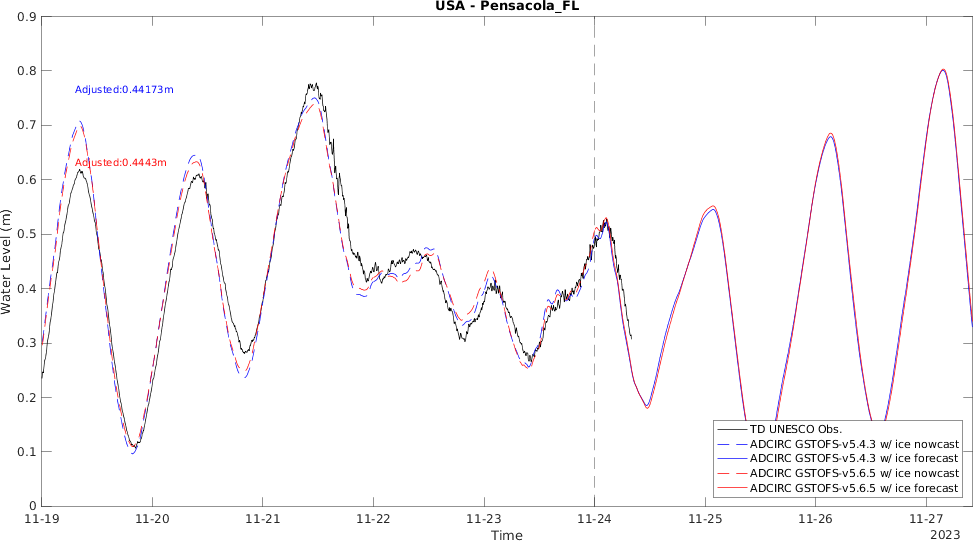 USA - Pensacola_FL
0.9
0.8
0.7
0.6
0.5
0.4
0.3
0.2
0.1
0
Water Level (m)
Adjusted:0.44173m
Adjusted:0.4443m
TD UNESCO Obs.
ADCIRC GSTOFS-v5.4.3 w/ ice nowcast
ADCIRC GSTOFS-v5.4.3 w/ ice forecast
ADCIRC GSTOFS-v5.6.5 w/ ice nowcast
ADCIRC GSTOFS-v5.6.5 w/ ice forecast
11-19 11-20 11-21 11-22 11-23 11-24 11-25 11-26 11-27
Time
2023